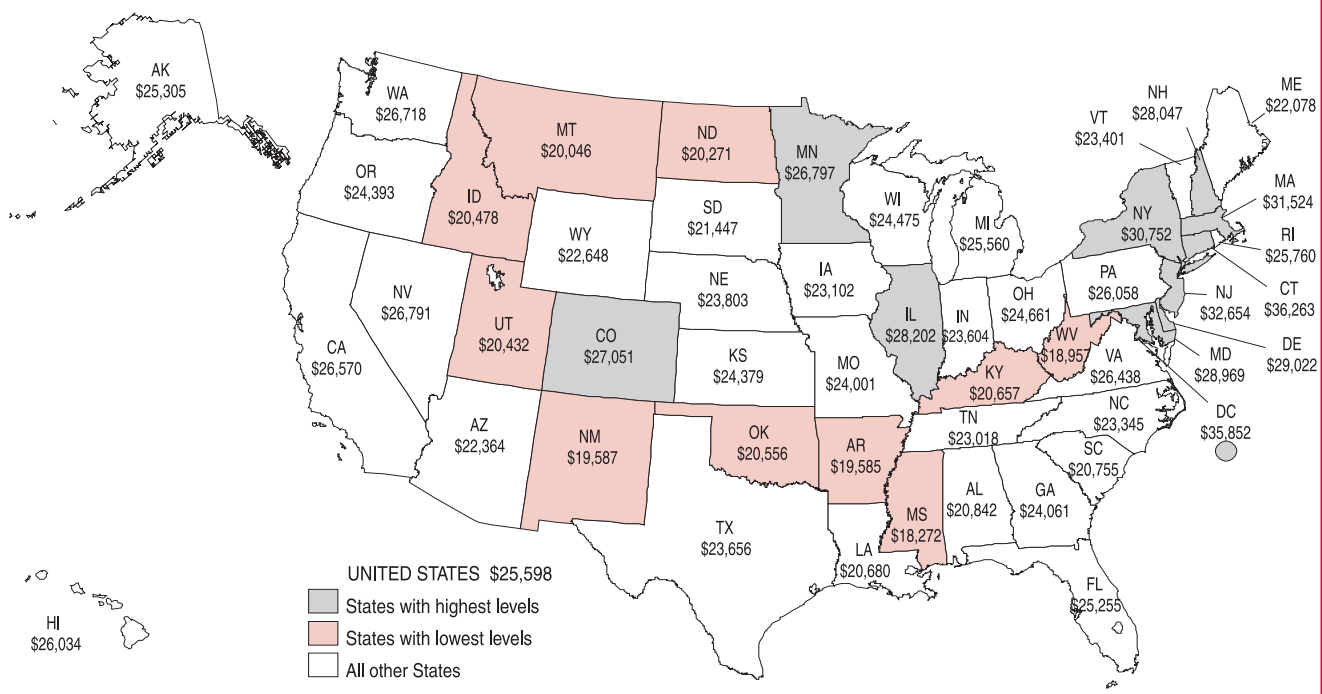 AK
$25,305
WA
$26,718
OR
$24,393
CA
$26,570
NV
$26,791
ID
$20,478
MT
$20,046
ND
$20,271
MN
$26,797
SD
$21,447
WY
$22,648
UT
$20,432
CO
$27,051
NE
$23,803
KS
$24,379
IA
$23,102
MO
$24,001
WI
$24,475
MI
$25,560
IL
$28,202
IN
$23,604
OH
$24,661
KY
$20,657
WV
$18,957
VA
$26,438
PA
$26,058
NY
$30,752
VT
$23,401
NH
$28,047
ME
$22,078
MA
$31,524
RI
$25,760
CT
$36,263
NJ
$32,654
DE
$29,022
MD
$28,969
DC
$35,852
NC
$23,345
TN
$23,018
SC
$20,755
AZ
$22,364
NM
$19,587
OK
$20,556
AR
$19,585
MS
$18,272
AL
$20,842
GA
$24,061
TX
$23,656
LA
$20,680
FL
$25,255
HI
$26,034
UNITED STATES $25,598
States with highest levels
States with lowest levels
All other States